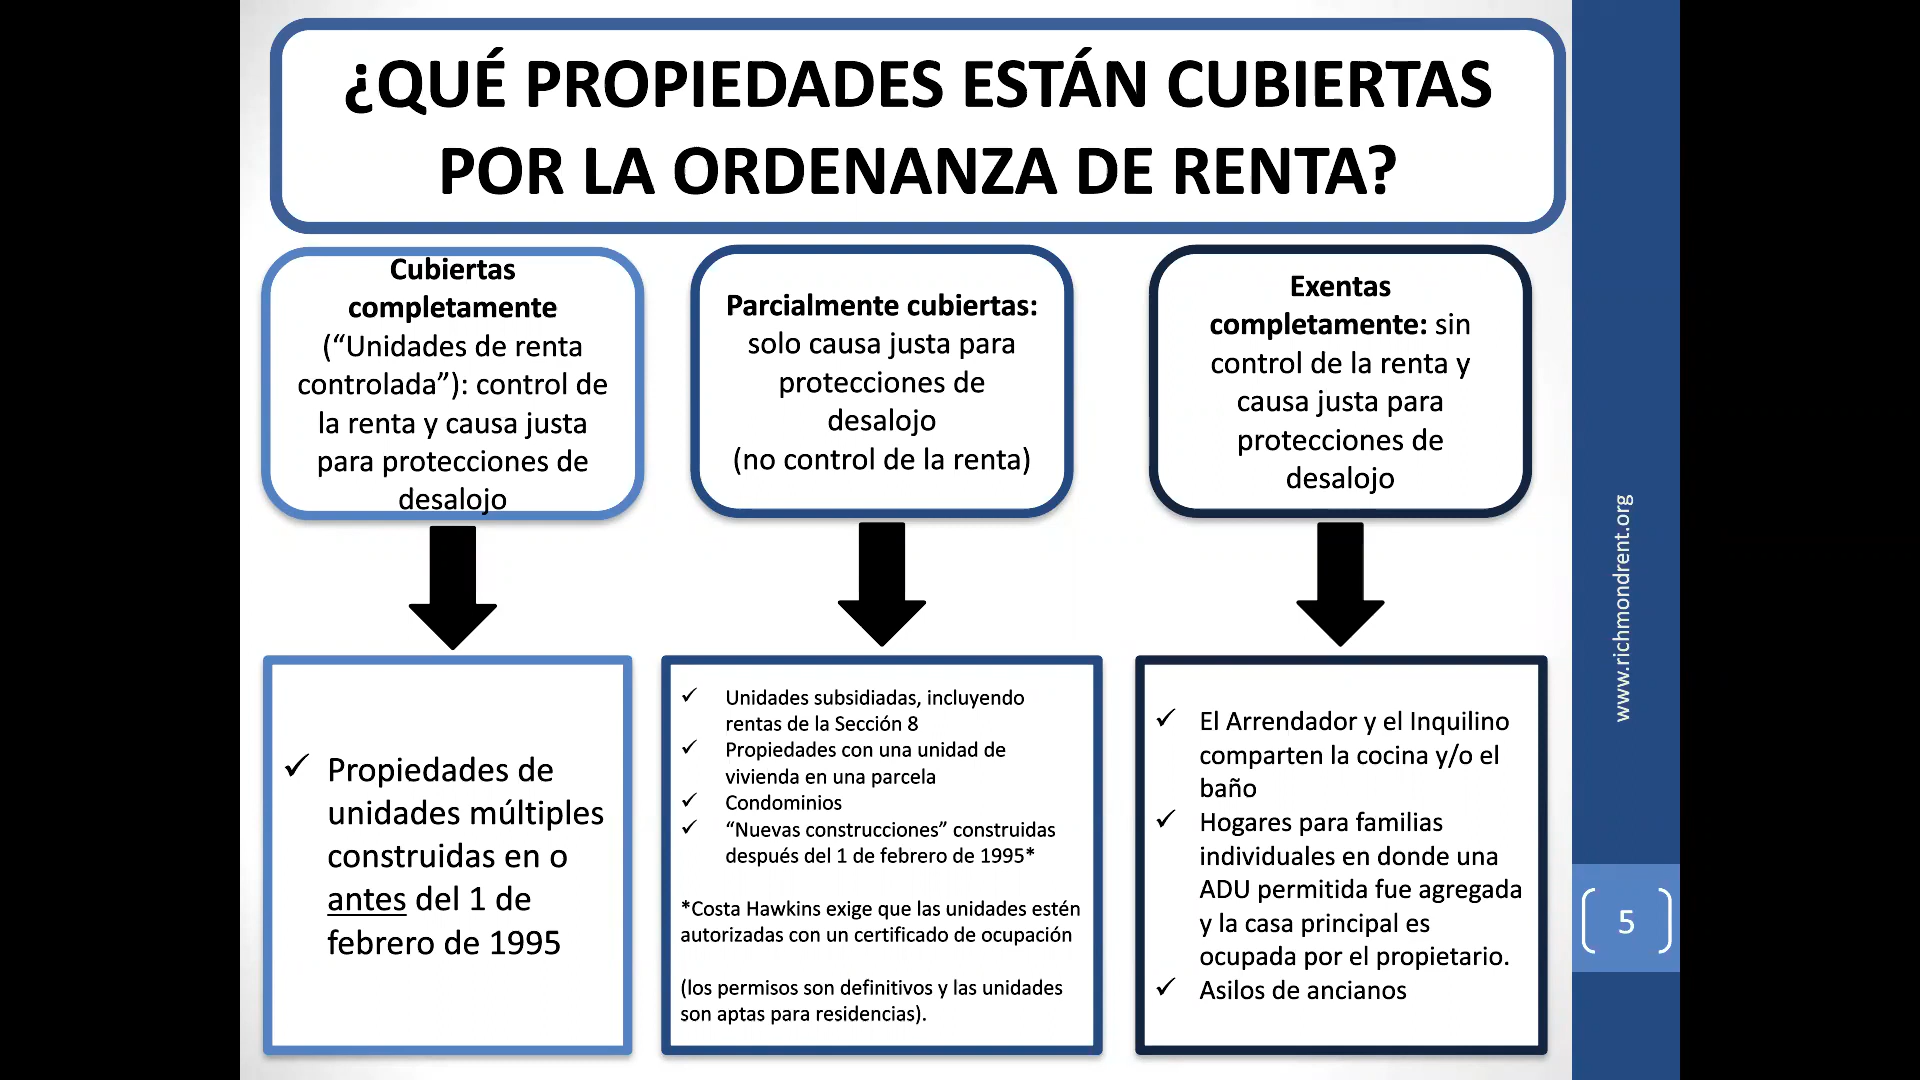 ¿QUÉ PROPIEDADES ESTÁN CUBIERTAS
POR LA ORDENANZA DE RENTA?
Cubiertas
completamente
(“Unidades de renta
controlada”): control de
la renta y causa justa
para protecciones de
desalojo
Parcialmente cubiertas:
solo causa justa para
protecciones de
desalojo
(no control de la renta)
Exentas
completamente: sin
control de la renta y
causa justa para
protecciones de
desalojo
✓ Propiedades de
unidades múltiples
construidas en o
antes del 1 de
febrero de 1995
✓ Unidades subsidiadas, incluyendo
rentas de la Sección 8
✓ Propiedades con una unidad de
vivienda en una parcela
✓ Condominios
✓ “Nuevas construcciones” construidas
después del 1 de febrero de 1995*
*Costa Hawkins exige que las unidades estén
autorizadas con un certificado de ocupación
(los permisos son definitivos y las unidades
son aptas para residencias).
✓ El Arrendador y el Inquilino
comparten la cocina y/o el
baño
✓ Hogares para familias
individuales en donde una
ADU permitida fue agregada
y la casa principal es
ocupada por el propietario.
✓ Asilos de ancianos
www.richmondrent.org
5